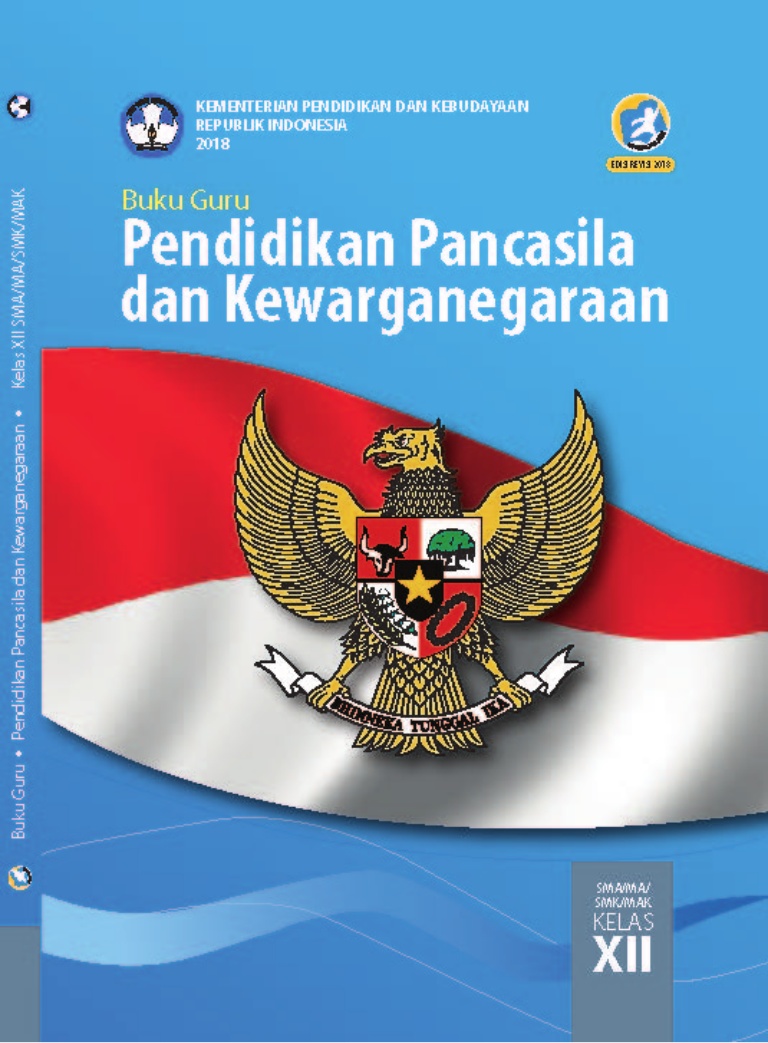 KEMENTERIAN PENDIDIKAN DAN KEBUDAYAAN
REPUBLIK INDONESIA
2018
EDISI REVISI 2018
Buku Guru
Pendidikan Pancasila
dan Kewarganegaraan
BHINNEKA TUNGGAL IKA
SMA/MA/
SMK/MAK
KELAS
XII
Buku Guru • Pendidikan Pancasila dan Kewarganegaraan • Kelas XII SMA/MA/SMK/MAK